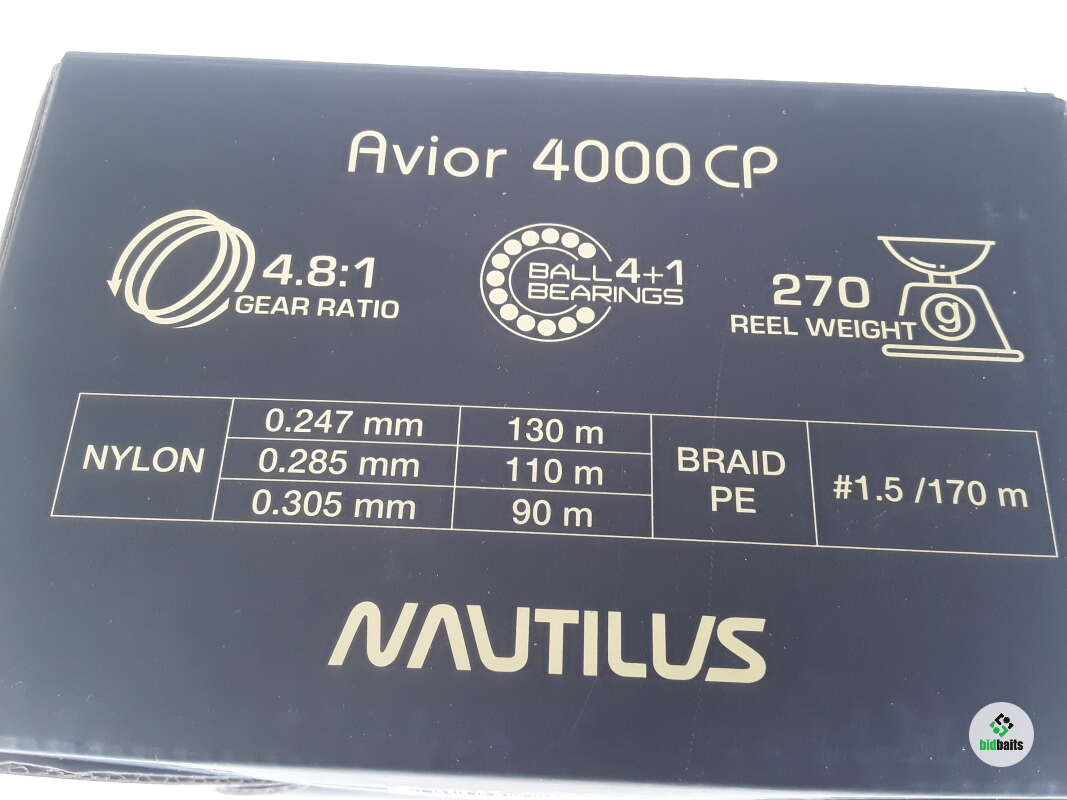 Avior 4000 CP
4.8:1
GEAR RATIO
BALL 4+1
BEARINGS
270
REEL WEIGHT
g
NYLON
0.247 mm 130 m
0.285 mm 110 m
0.305 mm 90 m
BRAID
PE
#1.5 /170 m
NAUTILUS
bidbaits